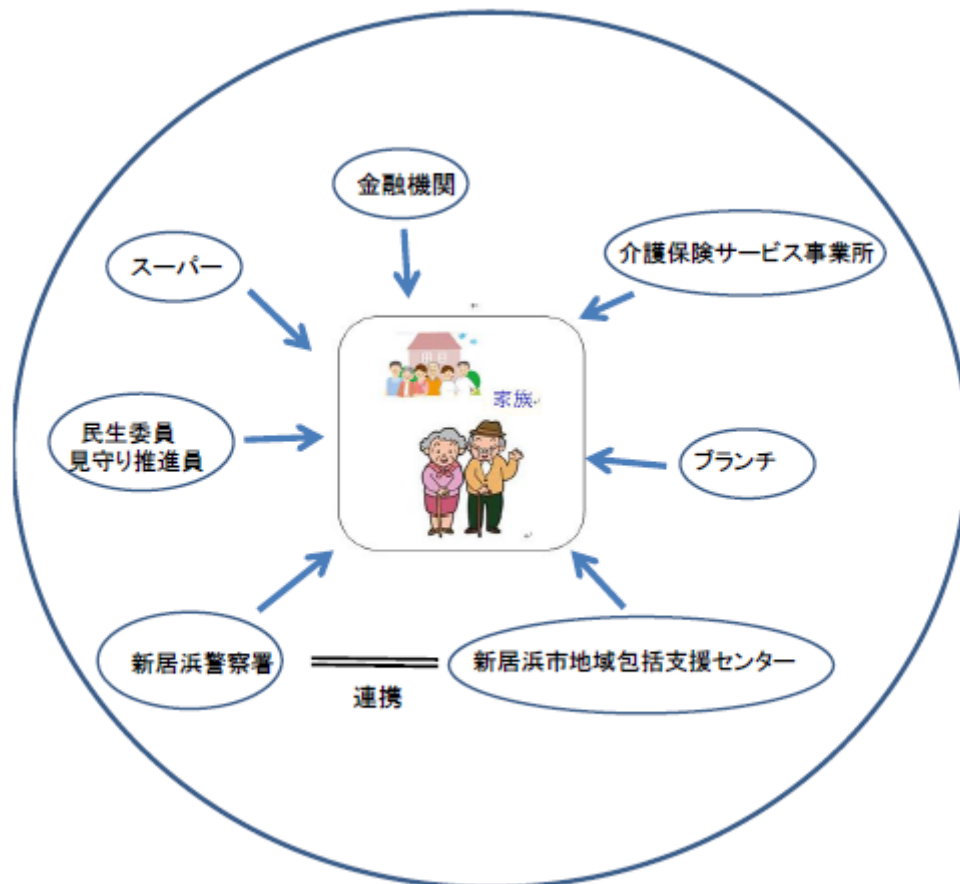 金融機関
スーパー
介護保険サービス事業所
家族
民生委員
見守り推進員
ブランチ
新居浜警察署
新居浜市地域包括支援センター
連携